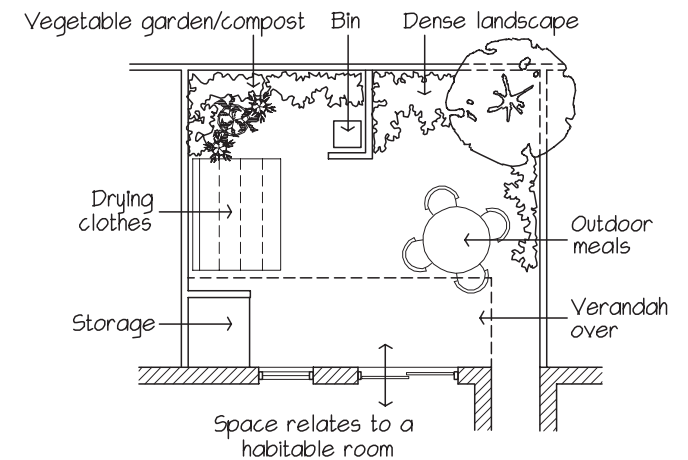 Vegetable garden/compost
Bin
Dense landscape
Drying
clothes
Outdoor
meals
Storage
Verandah
over
Space relates to a
habitable room